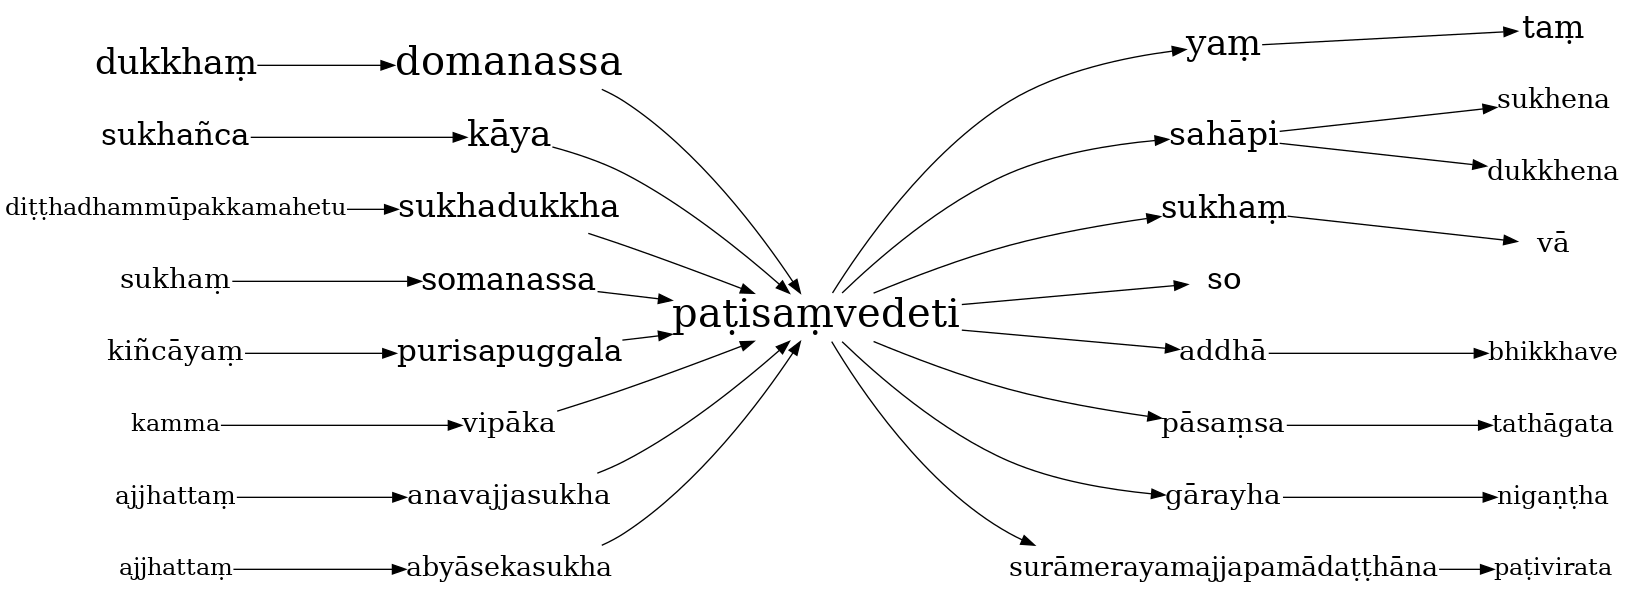 dukkhaṃ domanassa yaṃ taṃ
sukhañca kāya sahāpi sukhena
dukkhena
diṭṭhadhammūpakkamahetu sukhadukkha sukhaṃ vā
sukhaṃ somanassa so
paṭisaṃvedeti
kiñcāyaṃ purisapuggala addhā bhikkhave
kamma vipāka pāsaṃsa tathāgata
ajjhattaṃ anavajjasukha gārayha nigaṇṭha
ajjhattaṃ abyāsekasukha surāmerayamajjapamādaṭṭhāna paṭivirata